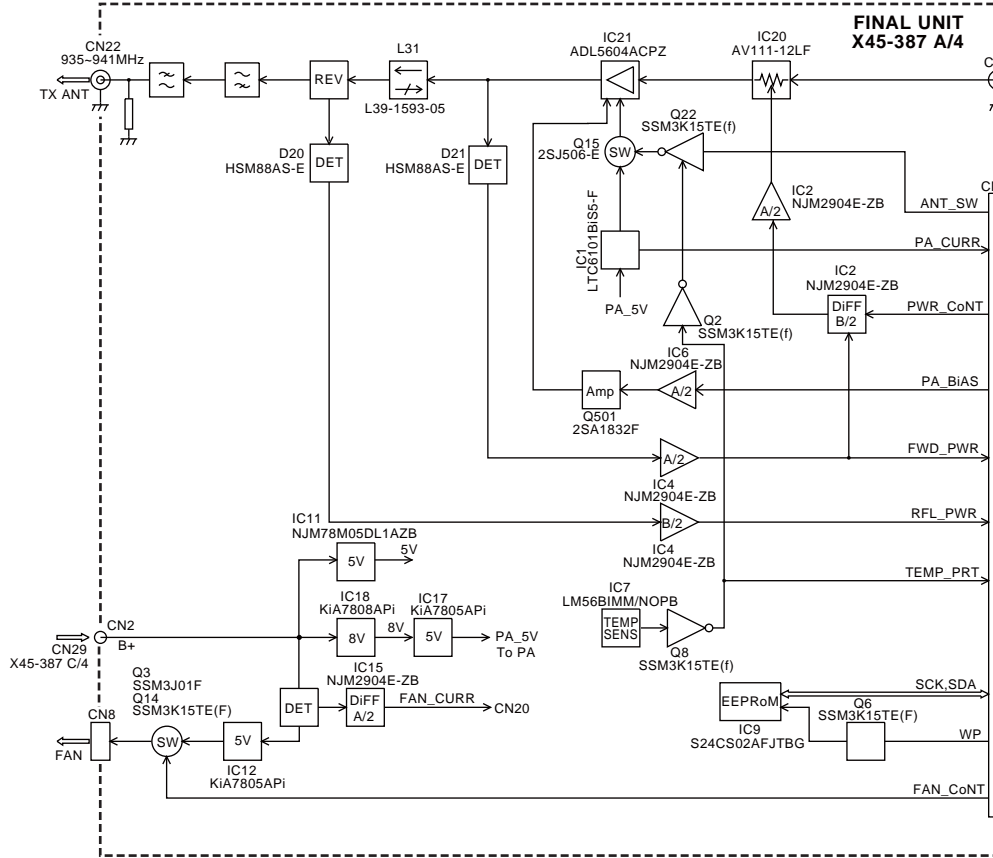 FINAL UNIT
X45-387 A/4
CN22
935~941MHz
TX ANT
REV
L31
L39-1593-05
IC21
ADL5604ACPZ
IC20
AV111-12LF
C
D20
HSM88AS-E
DET
D21
HSM88AS-E
DET
Q15
2SJ506-E
SW
Q22
SSM3K15TE(f)
IC2
NJM2904E-ZB
A/2
ANT_SW
C
IC1
LTC6101BiS5-F
PA_5V
PA_CURR
IC2
NJM2904E-ZB
DiFF
B/2
PWR_CoNT
Q2
SSM3K15TE(f)
IC6
NJM2904E-ZB
A/2
Amp
Q501
2SA1832F
PA_BiAS
A/2
IC4
NJM2904E-ZB
FWD_PWR
B/2
IC4
NJM2904E-ZB
RFL_PWR
IC11
NJM78M05DL1AZB
5V
5V
TEMP_PRT
IC7
LM56BIMM/NOPB
TEMP
SENS
Q8
SSM3K15TE(f)
IC18
KiA7808APi
8V
8V
IC17
KiA7805APi
5V
PA_5V
To PA
CN2
B+
CN29
X45-387 C/4
IC15
NJM2904E-ZB
DET
DiFF
A/2
FAN_CURR
CN20
Q3
SSM3J01F
Q14
SSM3K15TE(F)
CN8
FAN
SW
5V
IC12
KiA7805APi
EEPRoM
IC9
S24CS02AFJTBG
SCK,SDA
Q6
SSM3K15TE(F)
WP
FAN_CoNT